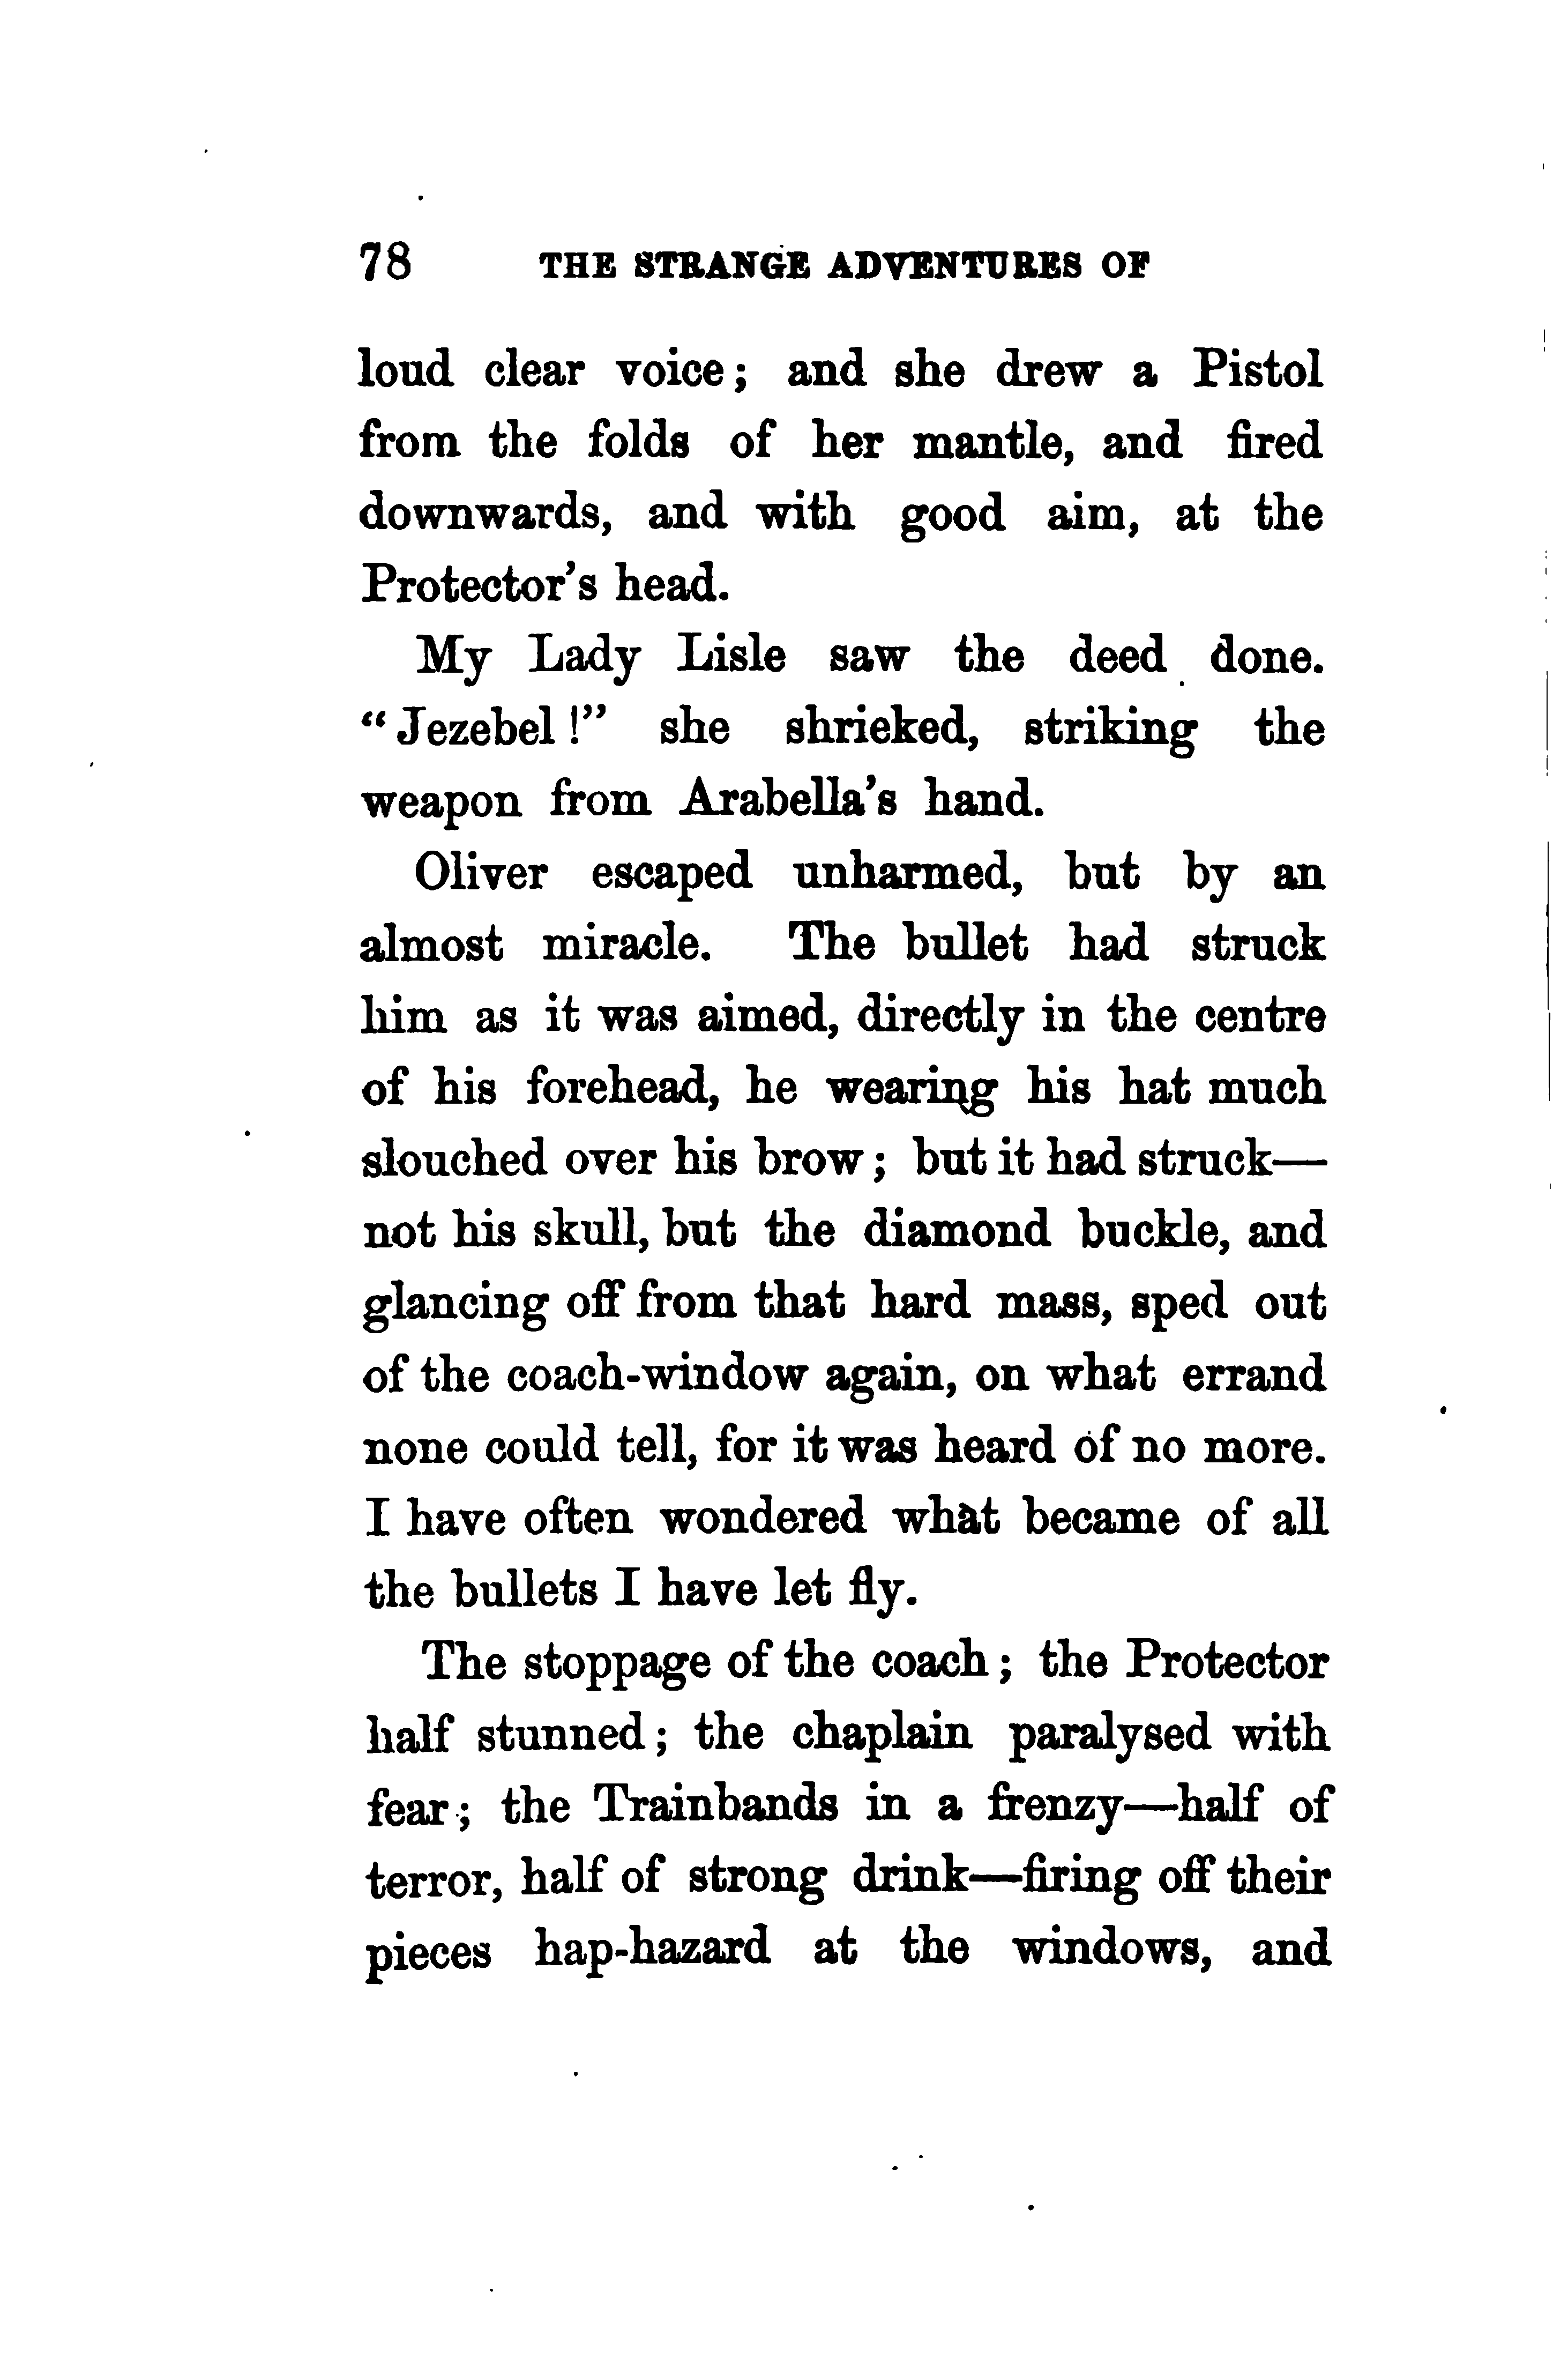 78 THE STRANGE ADVENTURES OF
loud clear voice; and she drew a Pistol
from the folds of her mantle, and fired
downwards, and with good aim, at the
Protector's head.
My Lady Lisle saw the deed done.
“Jezebel!” she shrieked, striking the
weapon from Arabella's hand.
Oliver escaped unharmed, but by an
almost miracle. The bullet had struck
him as it was aimed, directly in the centre
of his forehead, he wearing his hat much
slouched over his brow; but it had struck—
not his skull, but the diamond buckle, and
glancing off from that hard mass, sped out
of the coach-window again, on what errand
none could tell, for it was heard of no more.
I have often wondered what became of all
the bullets I have let fly.
The stoppage of the coach; the Protector
half stunned; the chaplain paralysed with
fear; the Trainbands in a frenzy—half of
terror, half of strong drink—firing off their
pieces hap-hazard at the windows, and